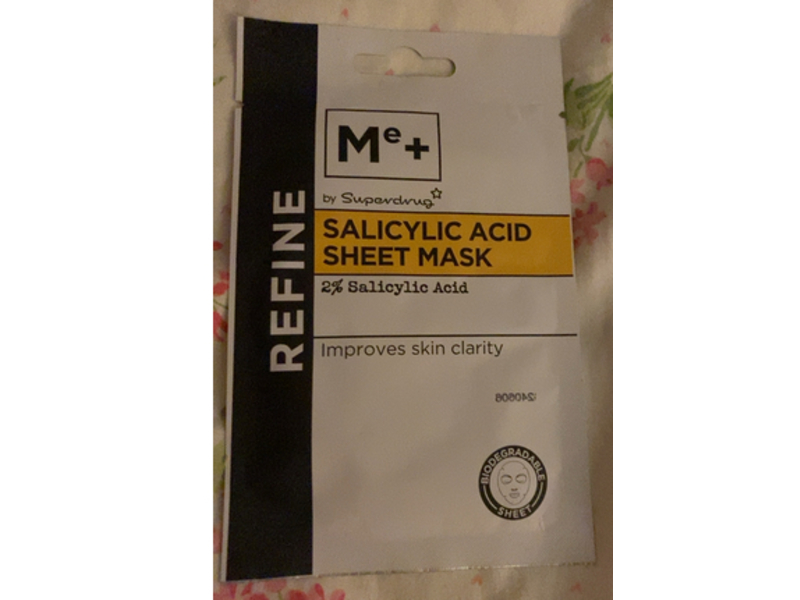 Me+
by Superdrug
SALICYLIC ACID
SHEET MASK
2% Salicylic Acid
Improves skin clarity
REFINE
BIODEGRADABLE
SHEET